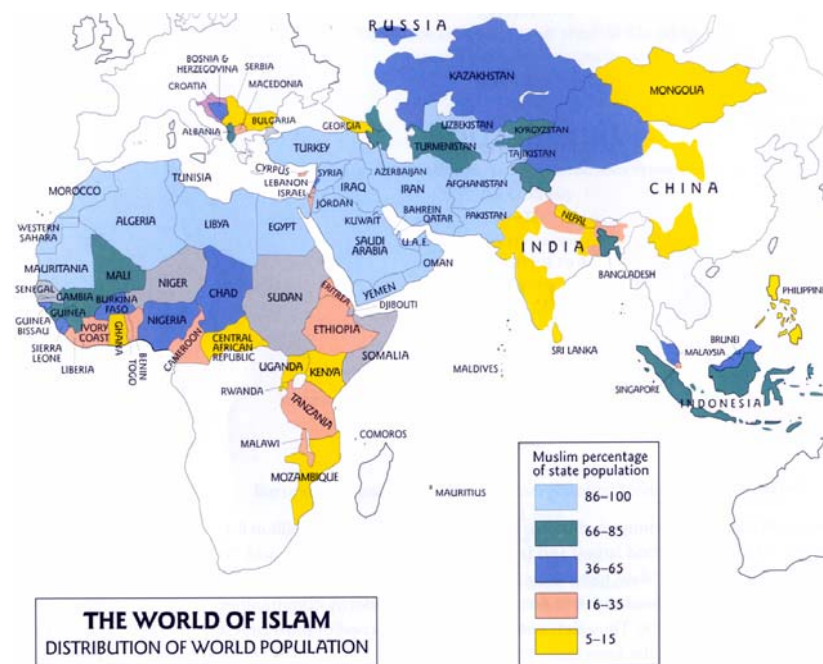 RUSSIA
BOSNIA &
HERZEGOVINA
SERBIA
CROATIA
MACEDONIA
BULGARIA
ALBANIA
GEORGIA
KAZAKHSTAN
MONGOLIA
UZBEKISTAN
KYRGYZSTAN
TURMENISTAN
TAJIKISTAN
TURKEY
AZERBAIJAN
CYRPUS
SYRIA
LEBANON
ISRAEL
IRAQ
IRAN
AFGHANISTAN
CHINA
TUNISIA
MOROCCO
JORDAN
KUWAIT
BAHREIN
QATAR
PAKISTAN
NEPAL
ALGERIA
LIBYA
EGYPT
SAUDI
ARABIA
U.A.E.
OMAN
INDIA
BANGLADESH
WESTERN
SAHARA
MAURITANIA
MALI
NIGER
CHAD
SUDAN
ERITREA
YEMEN
DJIBOUTI
PHILIPPINE
SENEGAL
GAMBIA
GUINEA
BURKINA
FASO
GUINEA
BISSAU
SIERRA
LEONE
LIBERIA
IVORY
COAST
GHANA
TOGO
BENIN
NIGERIA
CAMEROON
CENTRAL
AFRICAN
REPUBLIC
ETHIOPIA
SOMALIA
UGANDA
KENYA
RWANDA
TANZANIA
MALAWI
COMOROS
MOZAMBIQUE
MALDIVES
SRI LANKA
BRUNEI
MALAYSIA
SINGAPORE
INDONESIA
MAURITIUS
Muslim percentage
of state population
86–100
66–85
36–65
16–35
5–15
THE WORLD OF ISLAM
DISTRIBUTION OF WORLD POPULATION